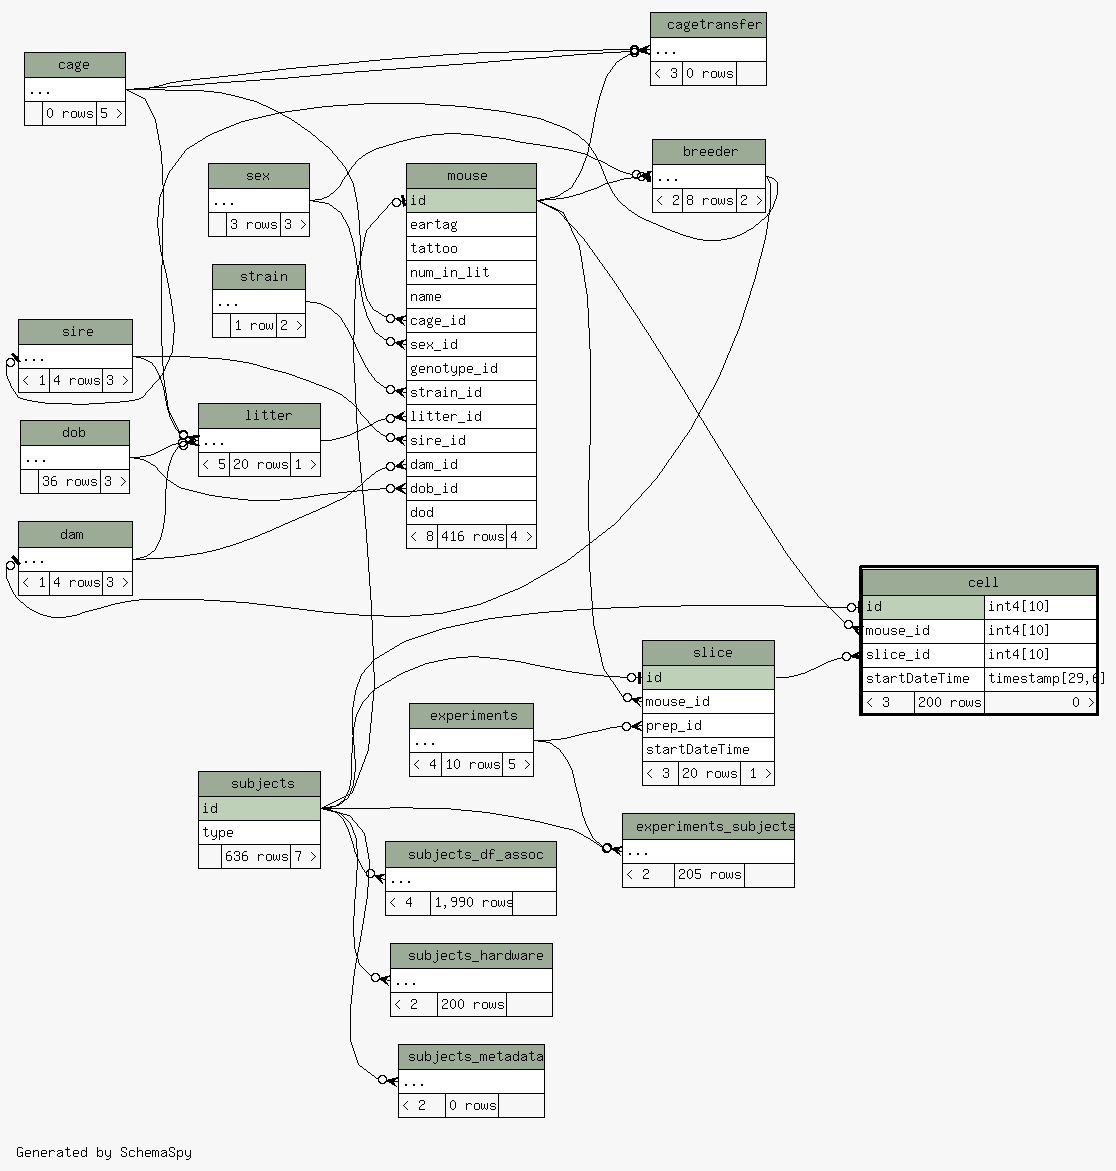 cagetransfer
...
< 3 0 rows
cage
...
0 rows 5 >
breeder
...
< 2 8 rows 2 >
sex
...
3 rows 3 >
mouse
id
eartag
tattoo
num_in_lit
name
cage_id
sex_id
genotype_id
strain_id
litter_id
sire_id
dam_id
dob_id
dod
< 8 416 rows 4 >
strain
...
1 row 2 >
sire
...
< 1 4 rows 3 >
litter
...
< 5 20 rows 1 >
dob
...
36 rows 3 >
dam
...
< 1 4 rows 3 >
cell
id int4[10]
mouse_id int4[10]
slice_id int4[10]
startDateTime timestamp[29,6]
< 3 200 rows 0 >
slice
id
mouse_id
prep_id
startDateTime
< 3 20 rows 1 >
experiments
...
< 4 10 rows 5 >
subjects
id
type
636 rows 7 >
experiments_subjects
...
< 2 205 rows
subjects_df_assoc
...
< 4 1,990 rows
subjects_hardware
...
< 2 200 rows
subjects_metadata
...
< 2 0 rows
Generated by SchemaSpy